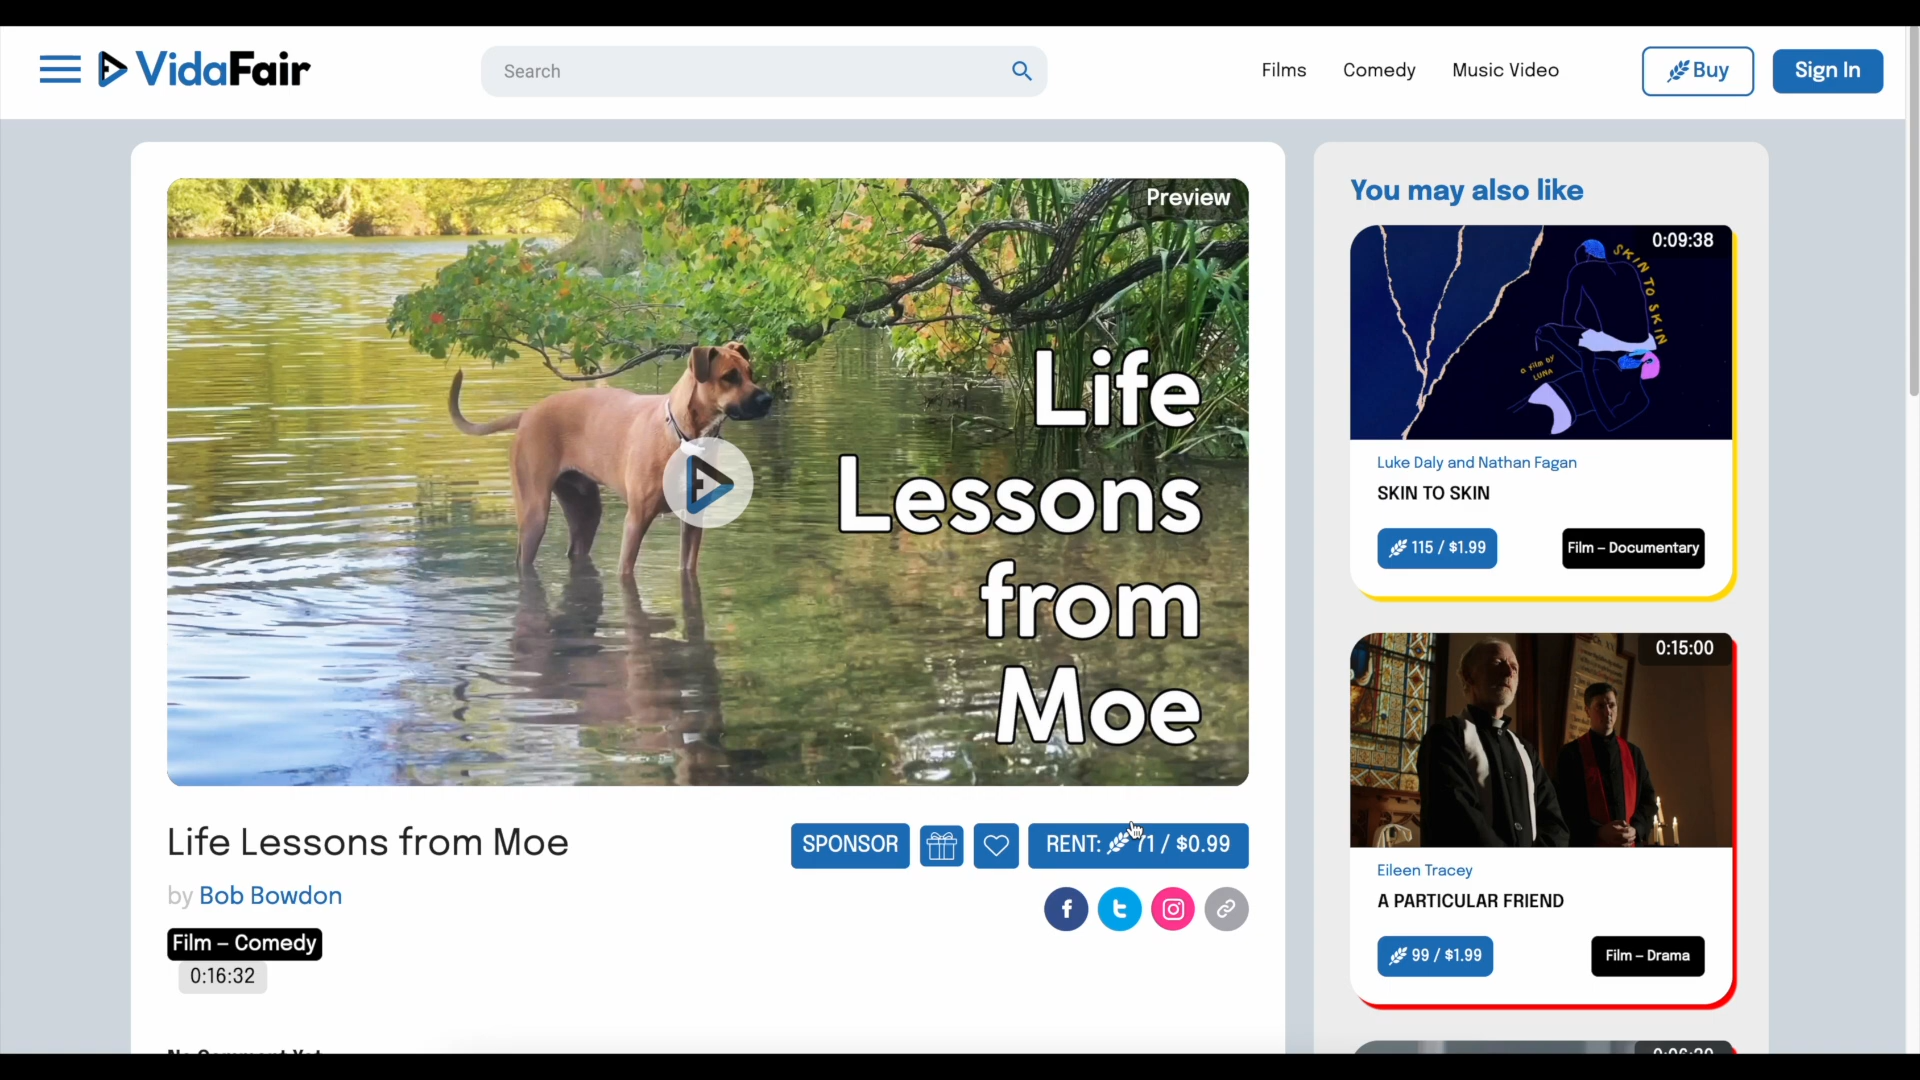 VidaFair
Search
Films
Comedy
Music Video
Buy
Sign In
Preview
Life
Lessons
from
Moe
Life Lessons from Moe
by Bob Bowdon
Film – Comedy
0:16:32
SPONSOR
RENT: 71 / $0.99
You may also like
0:09:38
SKIN TO SKIN
a film by
LUNA
Luke Daly and Nathan Fagan
SKIN TO SKIN
115 / $1.99
Film – Documentary
0:15:00
Eileen Tracey
A PARTICULAR FRIEND
99 / $1.99
Film – Drama